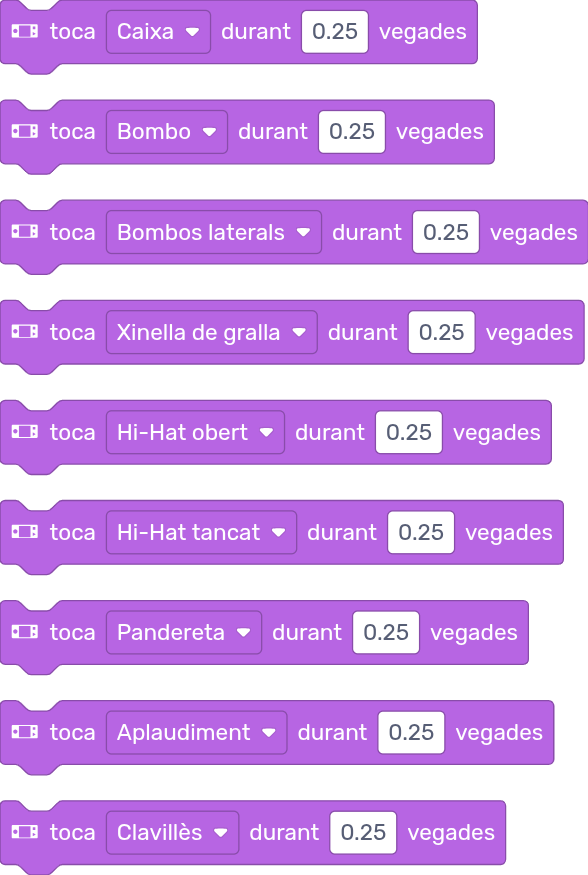 toca Caixa durant 0.25 vegades
toca Bombo durant 0.25 vegades
toca Bombos laterals durant 0.25 vegades
toca Xinella de gralla durant 0.25 vegades
toca Hi-Hat obert durant 0.25 vegades
toca Hi-Hat tancat durant 0.25 vegades
toca Pandereta durant 0.25 vegades
toca Aplaudiment durant 0.25 vegades
toca Clavillès durant 0.25 vegades